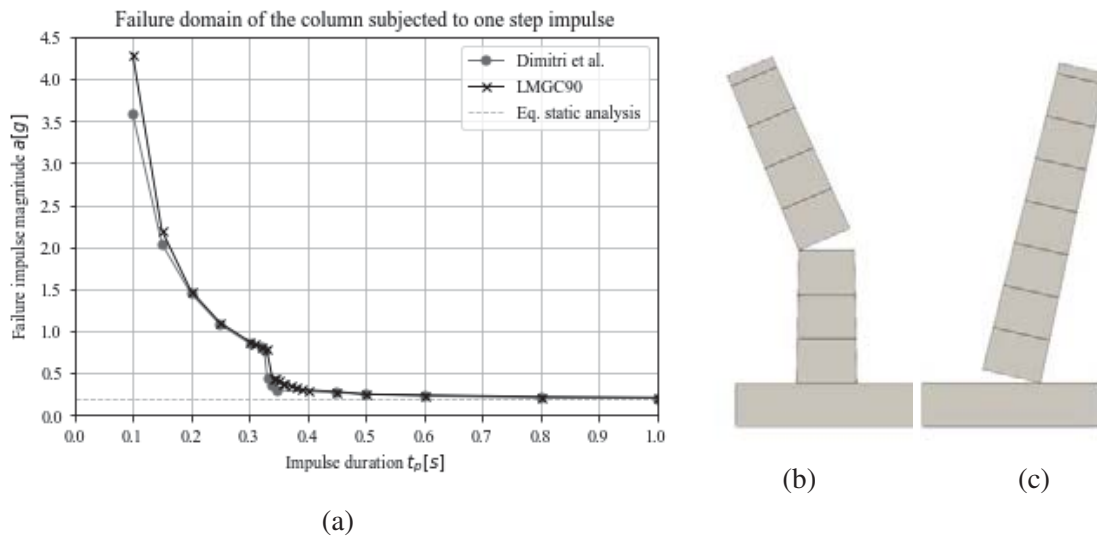 Failure domain of the column subjected to one step impulse
4.5
4.0
3.5
3.0
2.5
2.0
1.5
1.0
0.5
0.0
Failure impulse magnitude a[g]
Dimitri et al.
LMGC90
Eq. static analysis
0.0 0.1 0.2 0.3 0.4 0.5 0.6 0.7 0.8 0.9 1.0
Impulse duration tp[s]
(a)
(b)
(c)